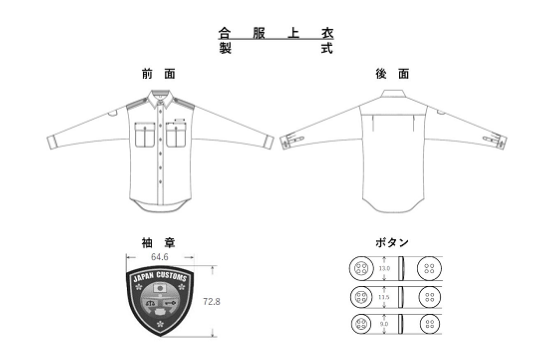 合服上衣
製式
前面
後面
袖章
ボタン
64.6
JAPAN CUSTOMS
72.8
13.0
11.5
9.0